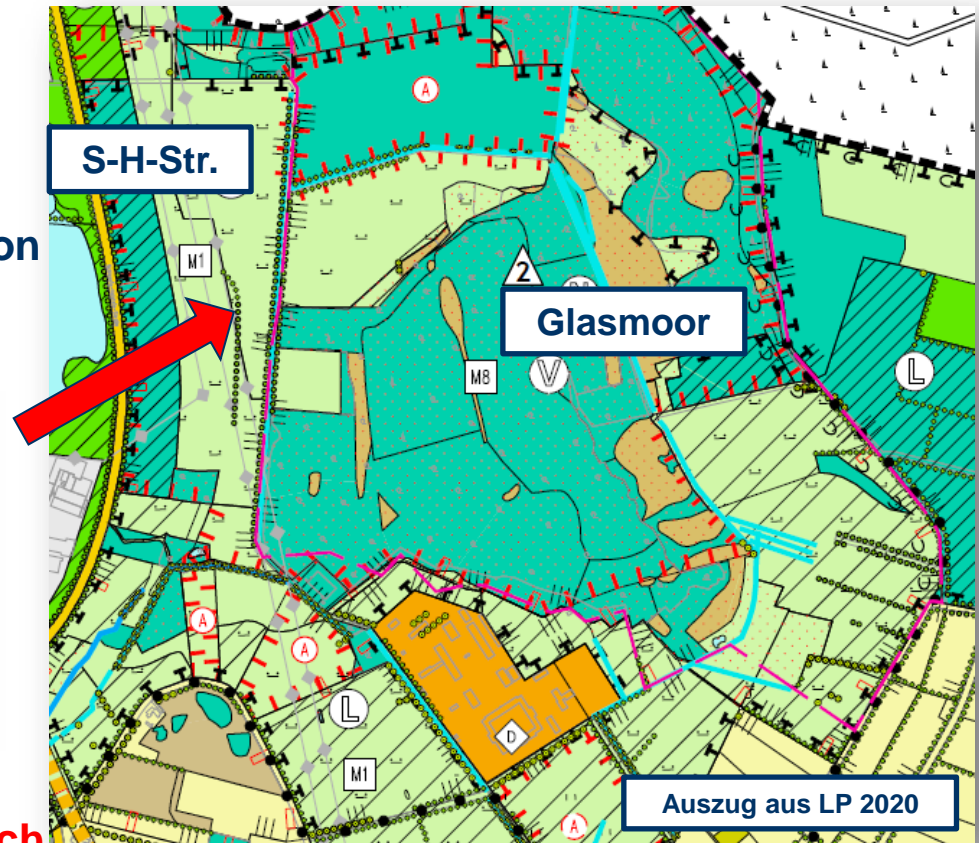 A
S-H-Str.
on
M1
2
Glasmoor
M8
V
L
A
A
L
D
M1
Auszug aus LP 2020
A
ch